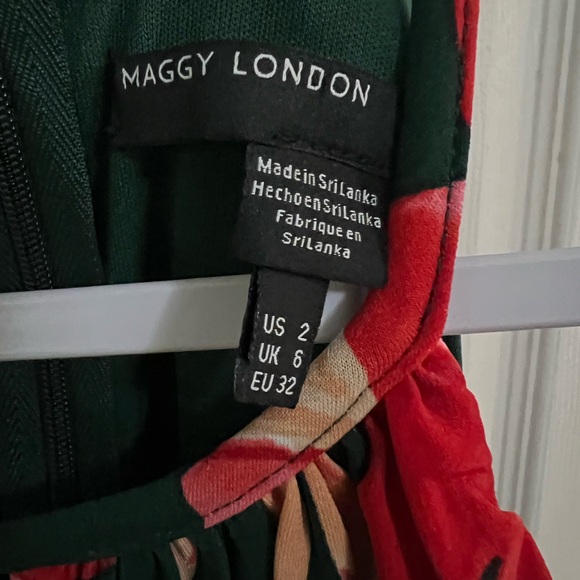 MAGGY LONDON
Made in Sri Lanka
Hecho en Sri Lanka
Fabrique en
Sri Lanka
US 2
UK 6
EU 32